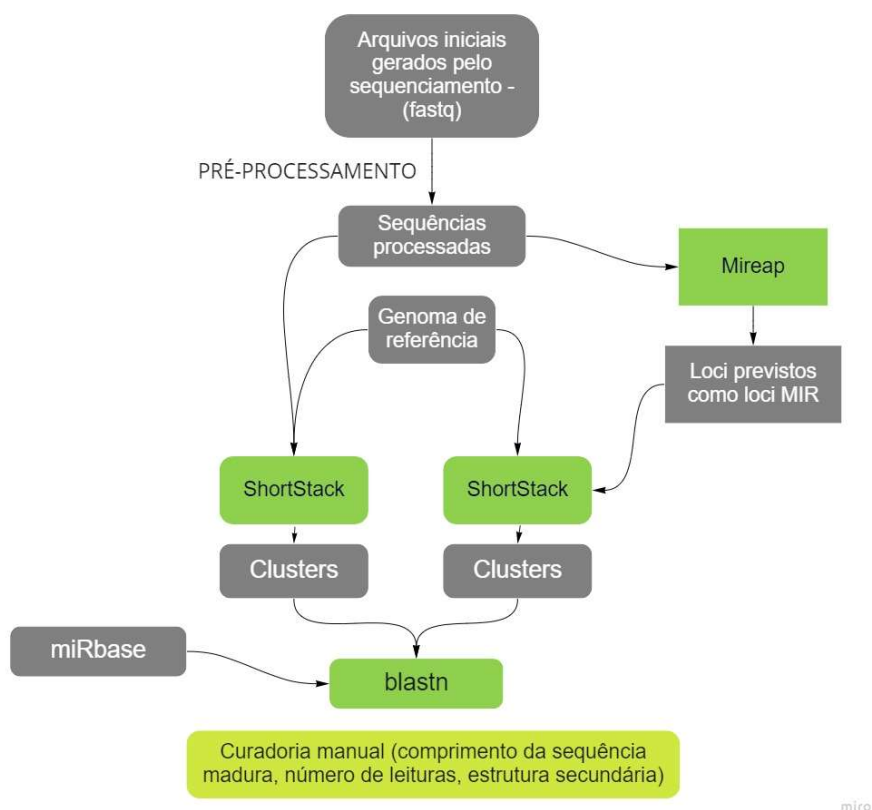 Arquivos iniciais
gerados pelo
sequenciamento -
(fastq)
PRÉ-PROCESSAMENTO
Sequências
processadas
Mireap
Genoma de
referência
Loci previstos
como loci MIR
ShortStack
ShortStack
Clusters
Clusters
miRbase
blastn
Curadoria manual (comprimento da sequência
madura, número de leituras, estrutura secundária)
miro